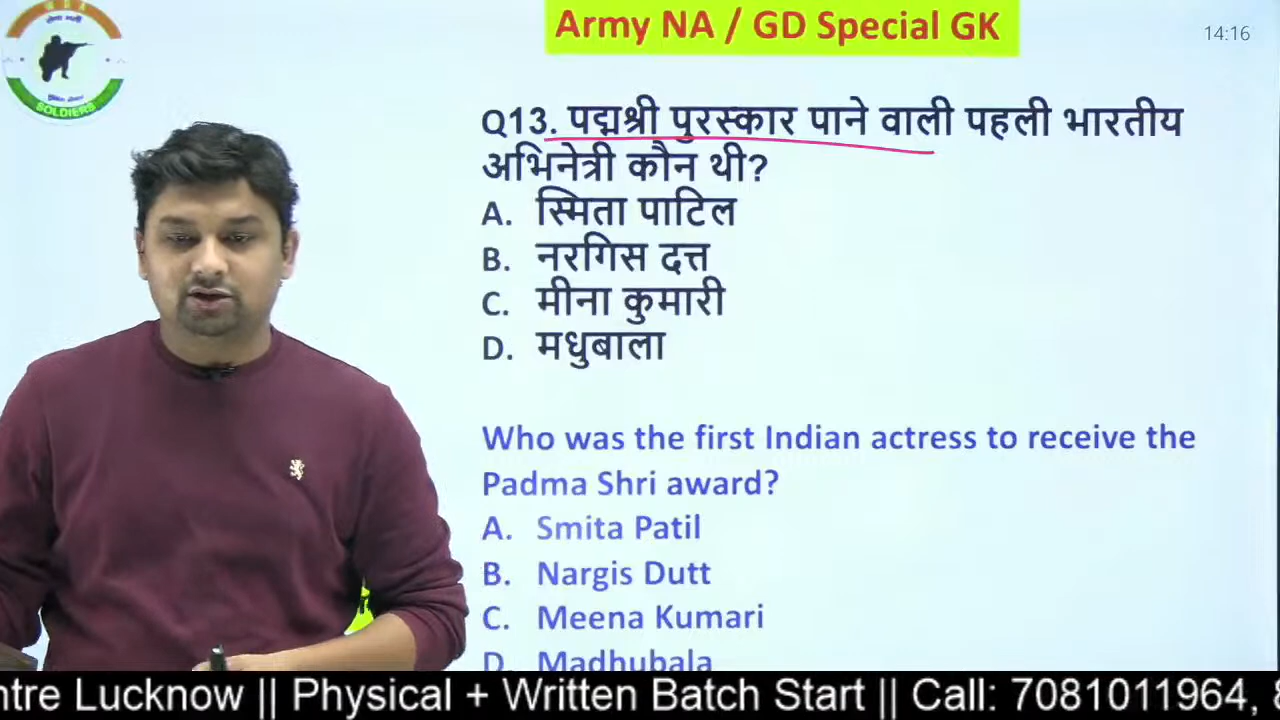 Army NA / GD Special GK
14:16
SOLDIERS
Q13. पद्मश्री पुरस्कार पाने वाली पहली भारतीय
अभिनेत्री कौन थी?
A. स्मिता पाटिल
B. नरगिस दत्त
C. मीना कुमारी
D. मधुबाला
Who was the first Indian actress to receive the
Padma Shri award?
A. Smita Patil
B. Nargis Dutt
C. Meena Kumari
D. Madhubala
ntre Lucknow || Physical + Written Batch Start || Call: 7081011964, 8